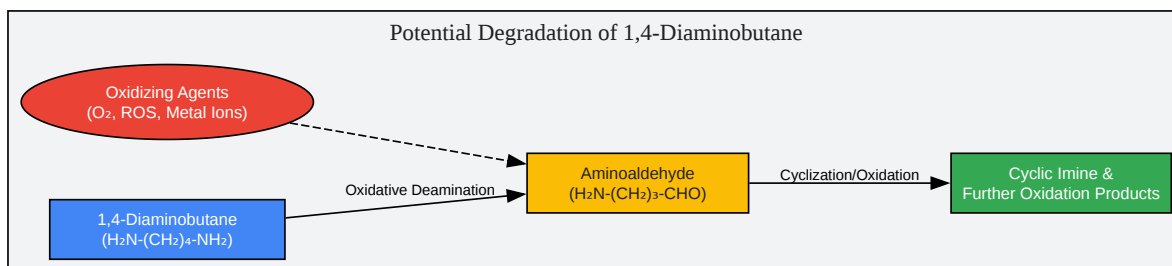 Potential Degradation of 1,4-Diaminobutane
Oxidizing Agents
(O₂, ROS, Metal Ions)
Oxidative Deamination
1,4-Diaminobutane
(H₂N-(CH₂)₄-NH₂)
Aminoaldehyde
(H₂N-(CH₂)₃-CHO)
Cyclization/Oxidation
Cyclic Imine &
Further Oxidation Products